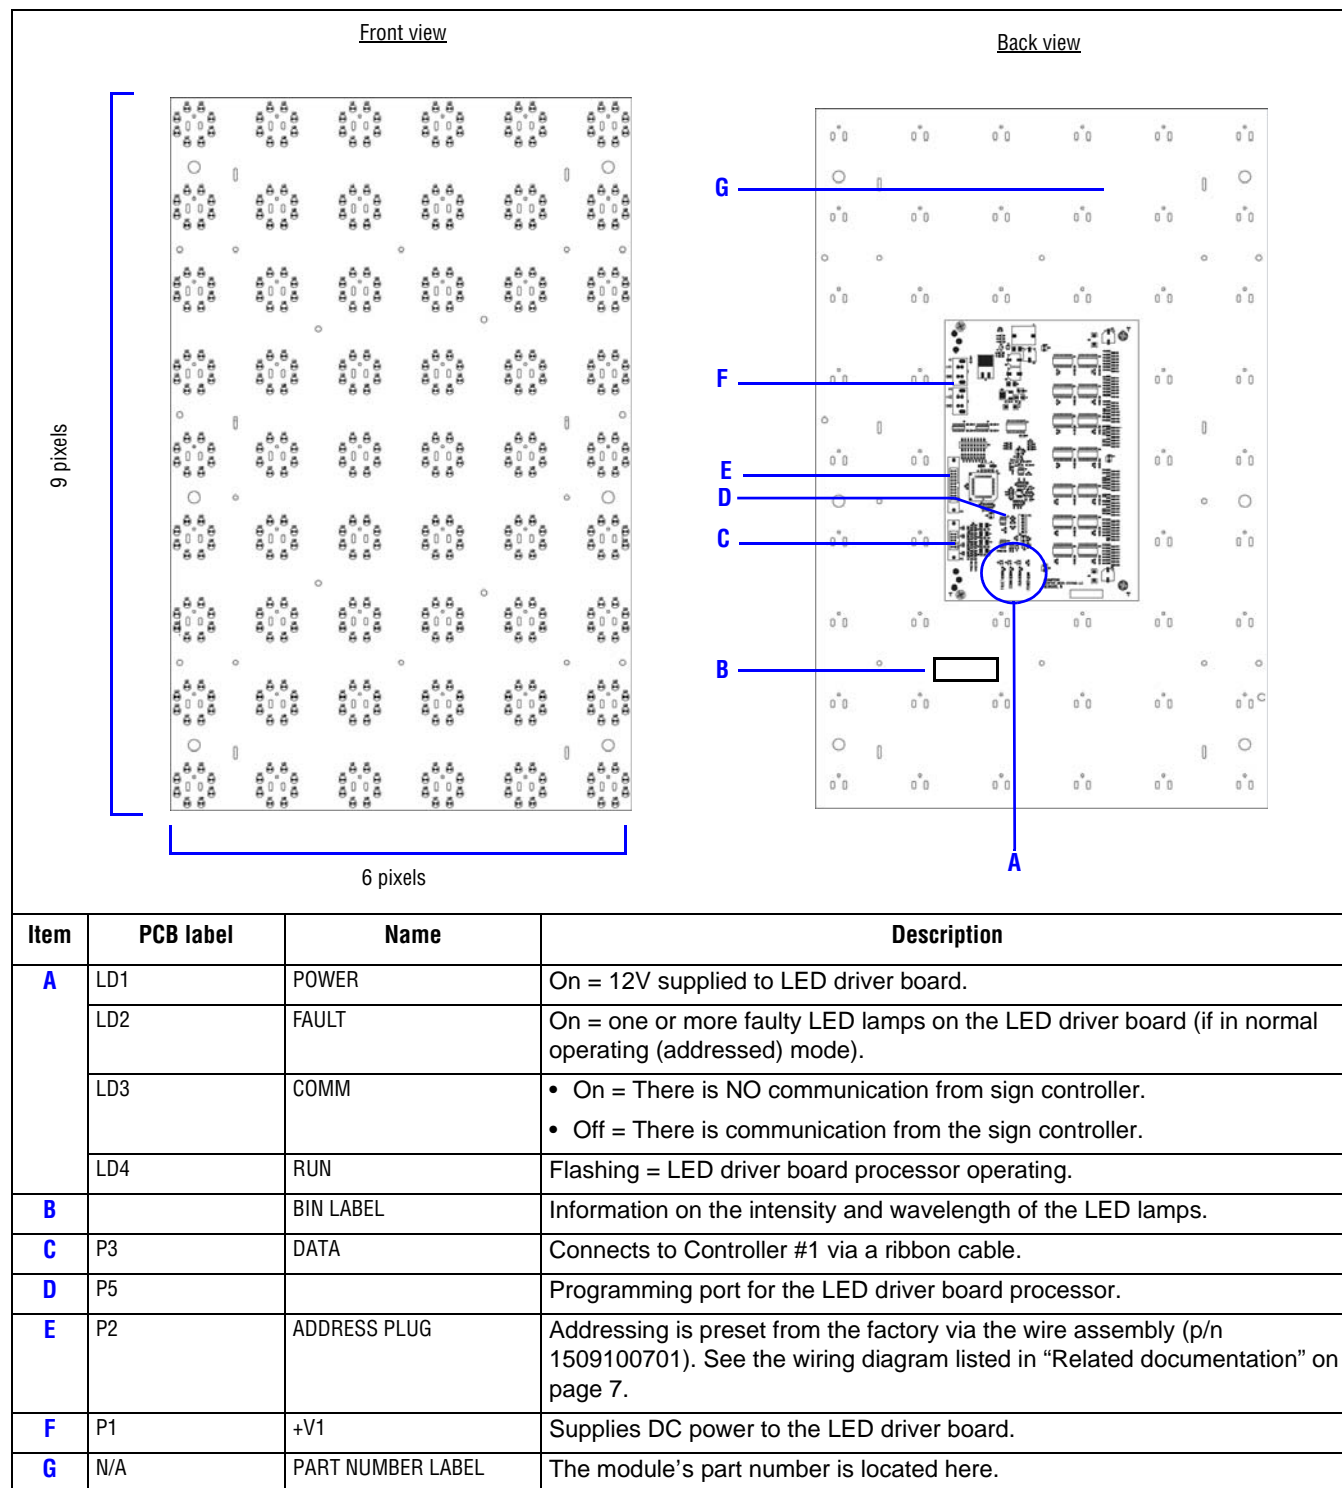 Front view
Back view
9 pixels
G
F
E
D
C
B
A
6 pixels
Item PCB label Name Description
A LD1 POWER On = 12V supplied to LED driver board.
LD2 FAULT On = one or more faulty LED lamps on the LED driver board (if in normal
operating (addressed) mode).
LD3 COMM • On = There is NO communication from sign controller.
• Off = There is communication from the sign controller.
LD4 RUN Flashing = LED driver board processor operating.
B BIN LABEL Information on the intensity and wavelength of the LED lamps.
C P3 DATA Connects to Controller #1 via a ribbon cable.
D P5 Programming port for the LED driver board processor.
E P2 ADDRESS PLUG Addressing is preset from the factory via the wire assembly (p/n
1509100701). See the wiring diagram listed in “Related documentation” on
page 7.
F P1 +V1 Supplies DC power to the LED driver board.
G N/A PART NUMBER LABEL The module’s part number is located here.